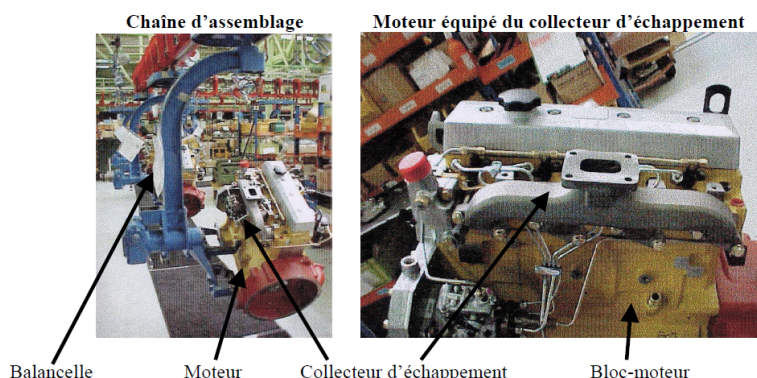 Chaîne d’assemblage
Moteur équipé du collecteur d’échappement
Balancelle
Moteur
Collecteur d’échappement
Bloc-moteur